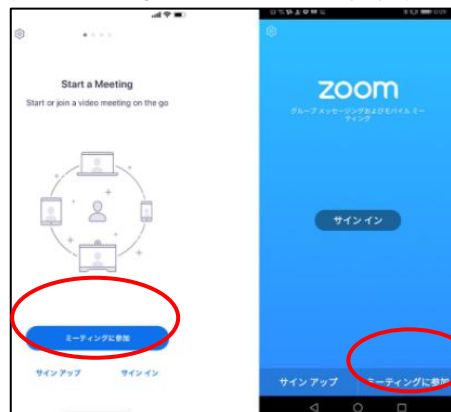 Start a Meeting
Start or join a video meeting on the go
ミーティングに参加
サインアップ
サインイン
zoom
グループ メッセージングおよびモバイル ミー
ティング
サイン イン
サイン アップ
ミーティングに参加